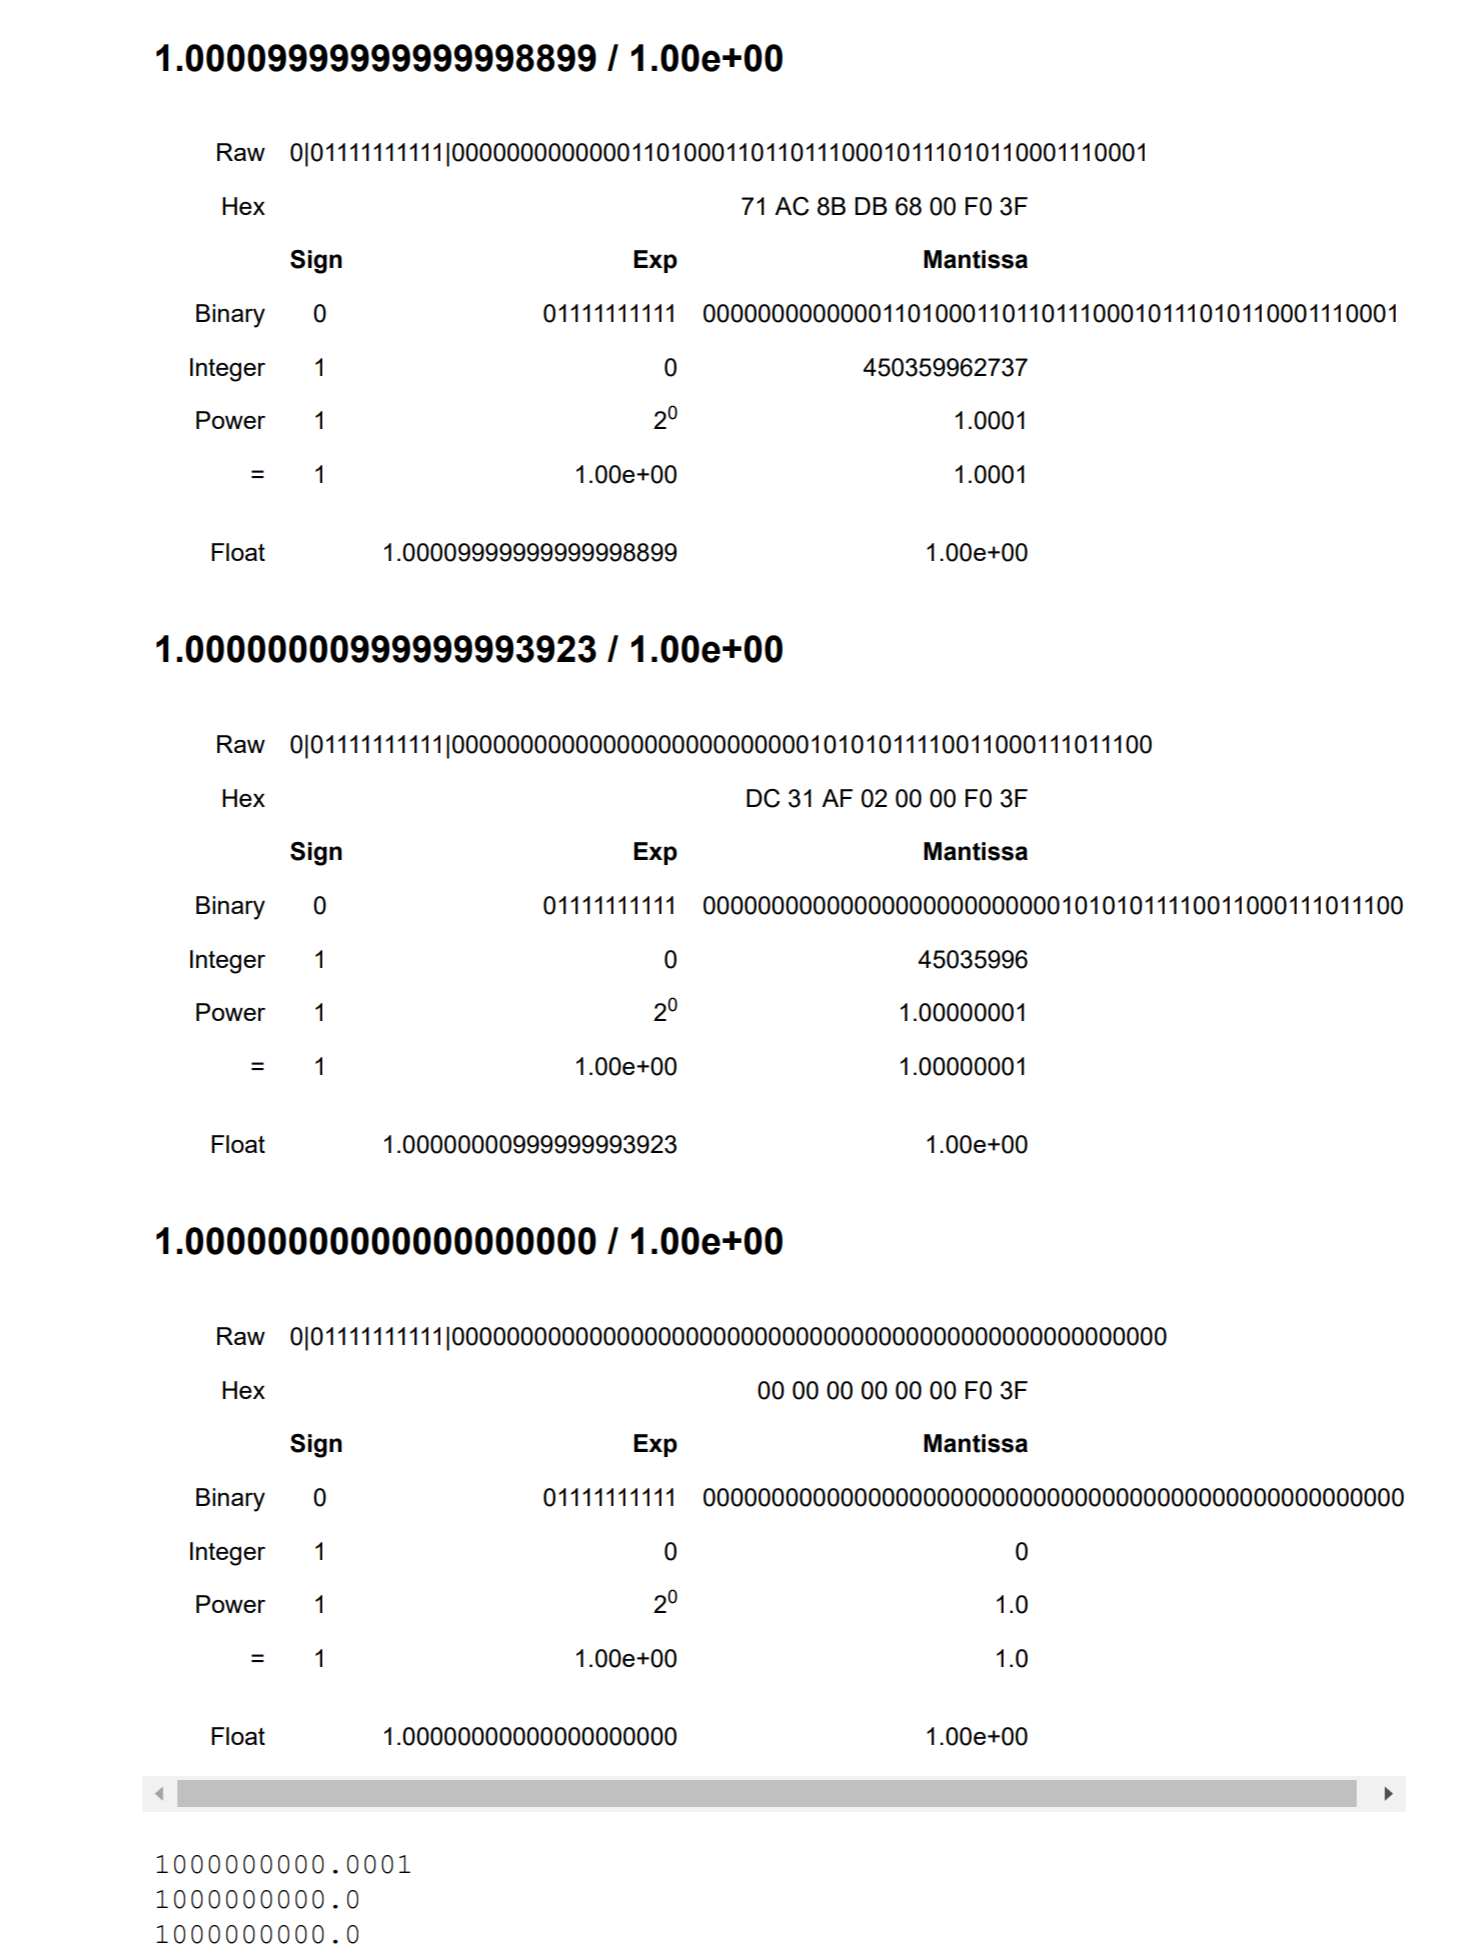 1.00009999999999998899 / 1.00e+00
Raw 0|01111111111|0000000000000110100011011011100010111010110001110001
Hex 71 AC 8B DB 68 00 F0 3F
Sign Exp Mantissa
Binary 0 01111111111 0000000000000110100011011011100010111010110001110001
Integer 1 0 450359962737
Power 1 2⁰ 1.0001
= 1 1.00e+00 1.0001
Float 1.00009999999999998899 1.00e+00
1.00000000999999993923 / 1.00e+00
Raw 0|01111111111|0000000000000000000000000010101011110011000111011100
Hex DC 31 AF 02 00 00 F0 3F
Sign Exp Mantissa
Binary 0 01111111111 0000000000000000000000000010101011110011000111011100
Integer 1 0 45035996
Power 1 2⁰ 1.00000001
= 1 1.00e+00 1.00000001
Float 1.00000000999999993923 1.00e+00
1.00000000000000000000 / 1.00e+00
Raw 0|01111111111|0000000000000000000000000000000000000000000000000000
Hex 00 00 00 00 00 00 F0 3F
Sign Exp Mantissa
Binary 0 01111111111 0000000000000000000000000000000000000000000000000000
Integer 1 0 0
Power 1 2⁰ 1.0
= 1 1.00e+00 1.0
Float 1.00000000000000000000 1.00e+00
1000000000.0001
1000000000.0
1000000000.0